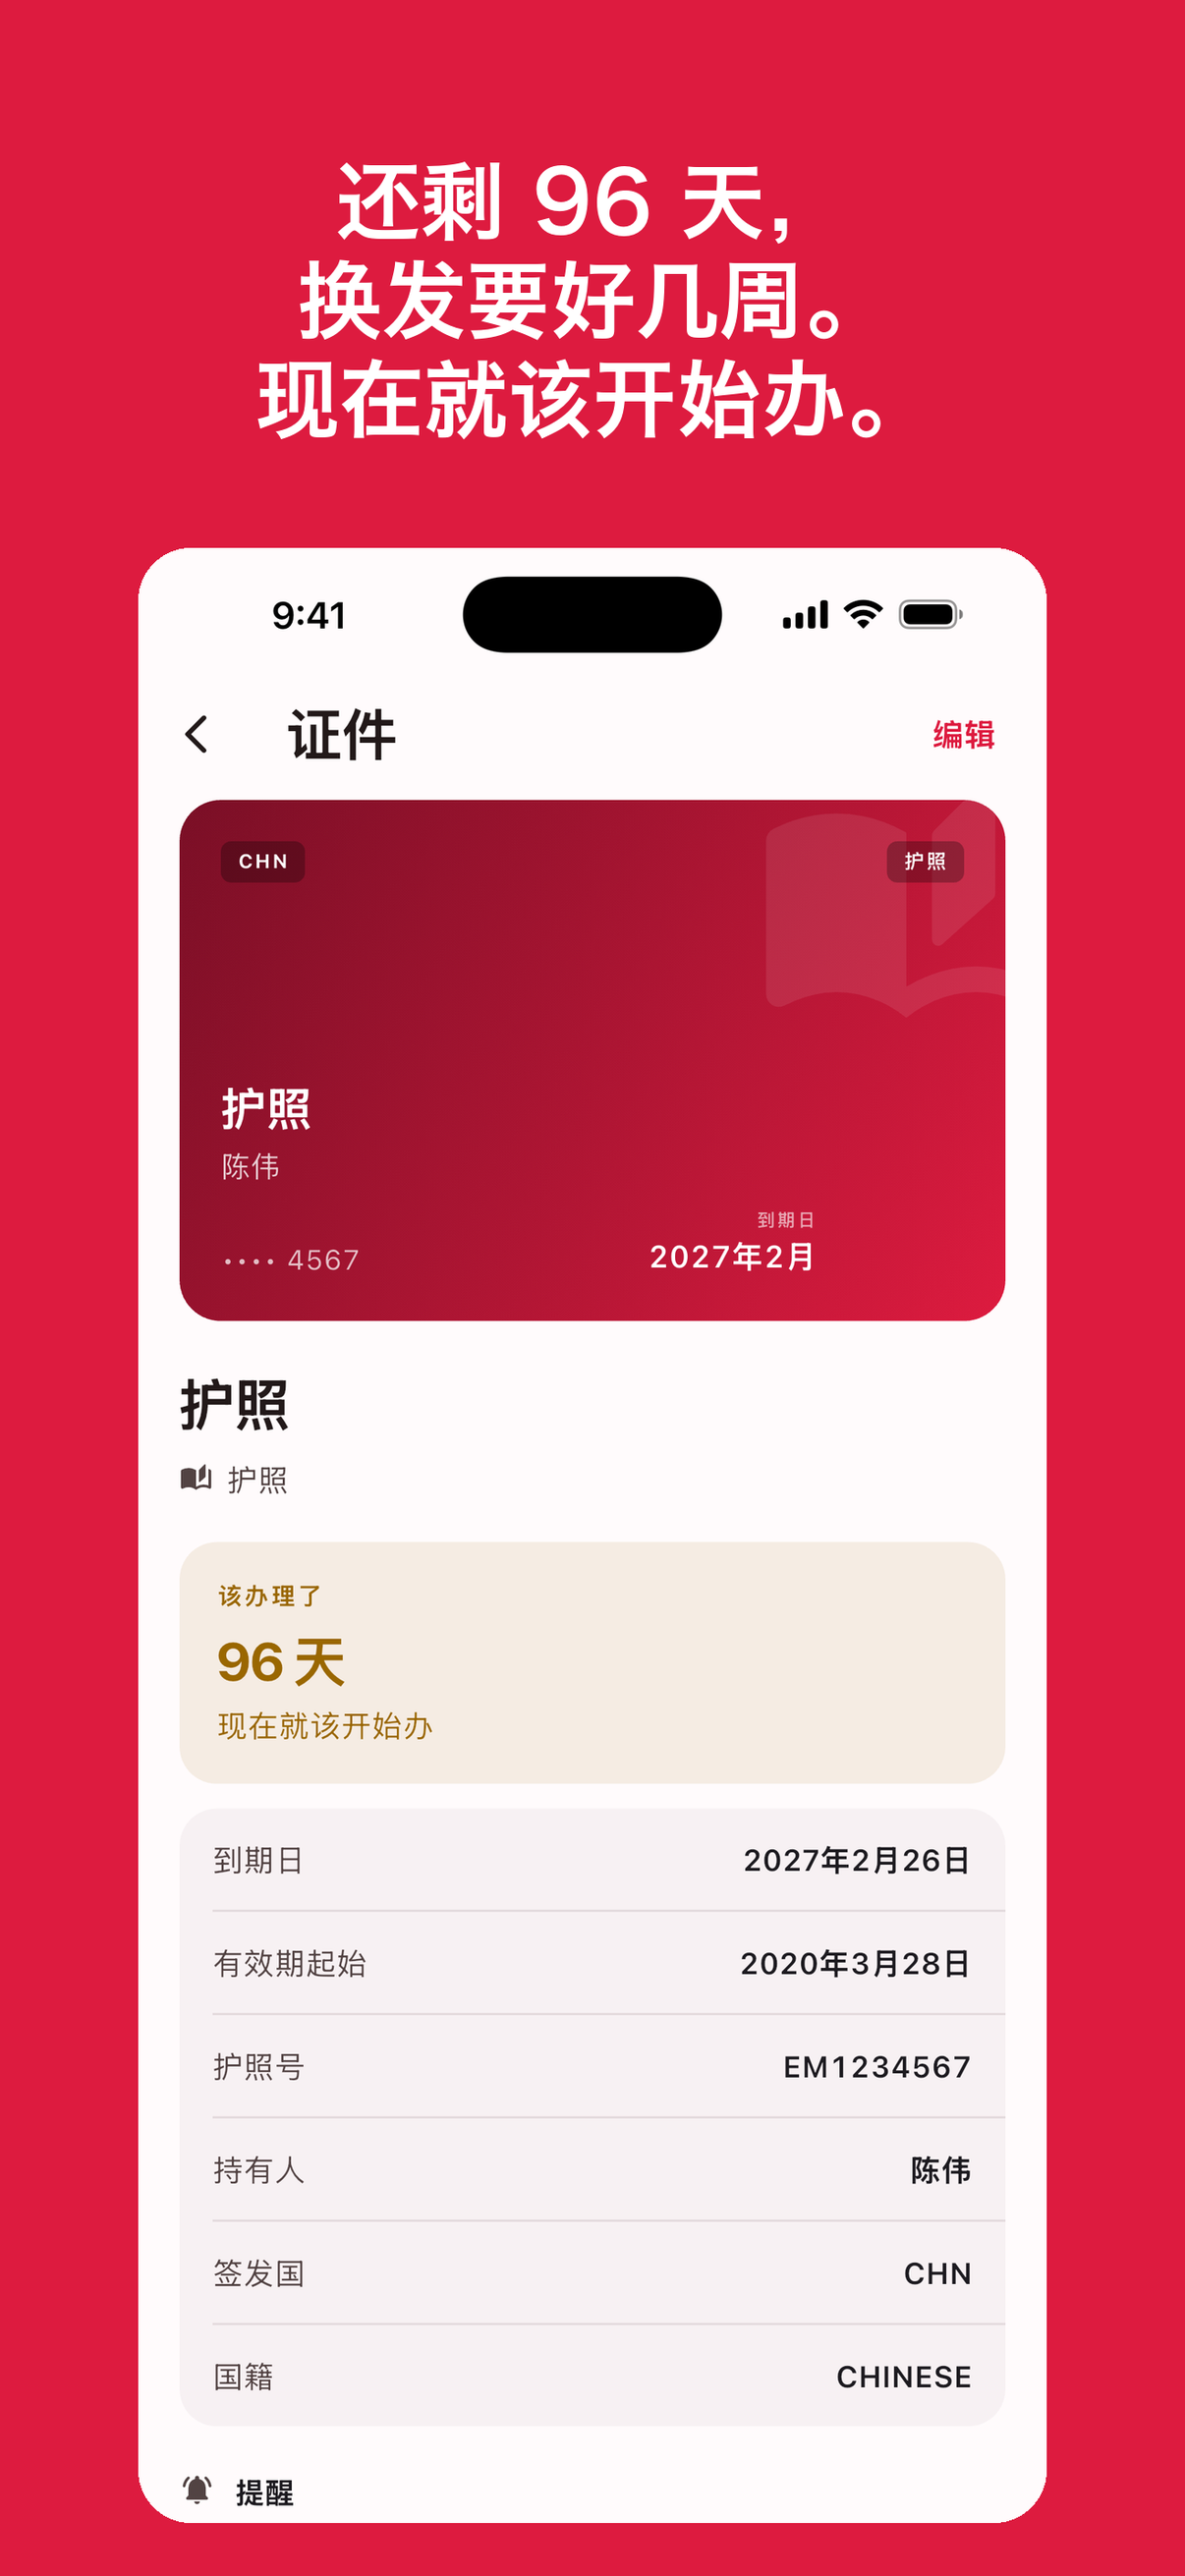 还剩 96 天,
换发要好几周。
现在就该开始办。
9:41
证件
编辑
CHN
护照
护照
陈伟
•••• 4567
到期日
2027年2月
护照
护照
该办理了
96 天
现在就该开始办
到期日 2027年2月26日
有效期起始 2020年3月28日
护照号 EM1234567
持有人 陈伟
签发国 CHN
国籍 CHINESE
提醒